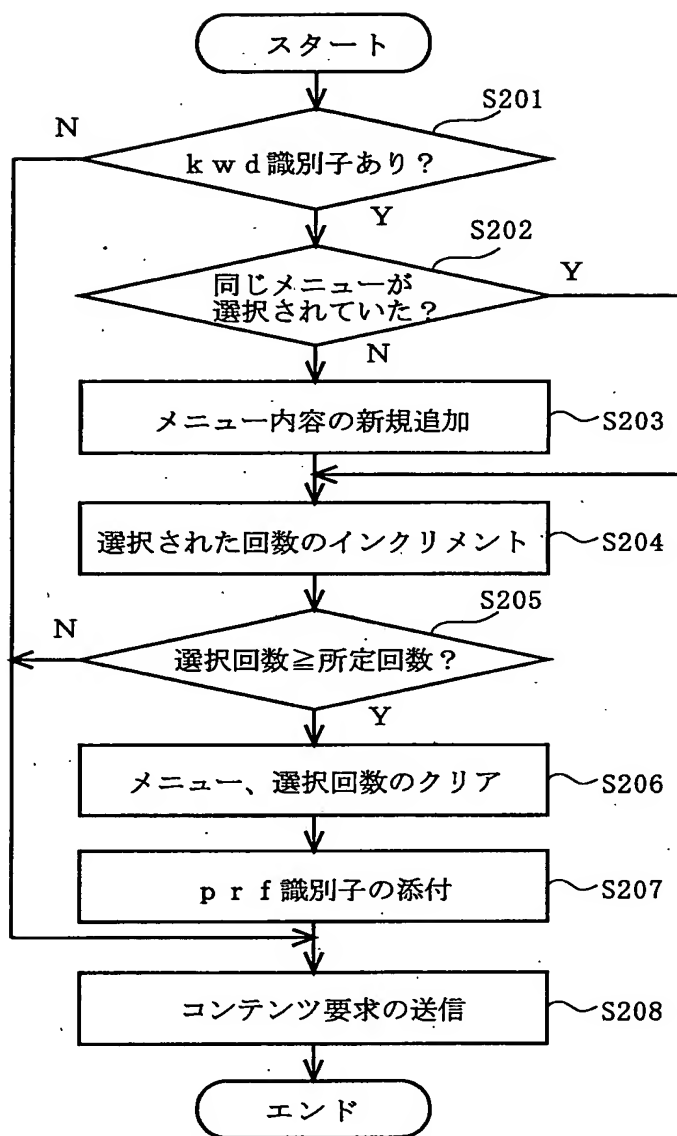 スタート
S201
N
ｋｗｄ識別子あり？
Y
S202
同じメニューが
選択されていた？
Y
N
メニュー内容の新規追加
S203
選択された回数のインクリメント
S204
S205
N
選択回数≧所定回数？
Y
メニュー、選択回数のクリア
S206
ｐｒｆ識別子の添付
S207
コンテンツ要求の送信
S208
エンド